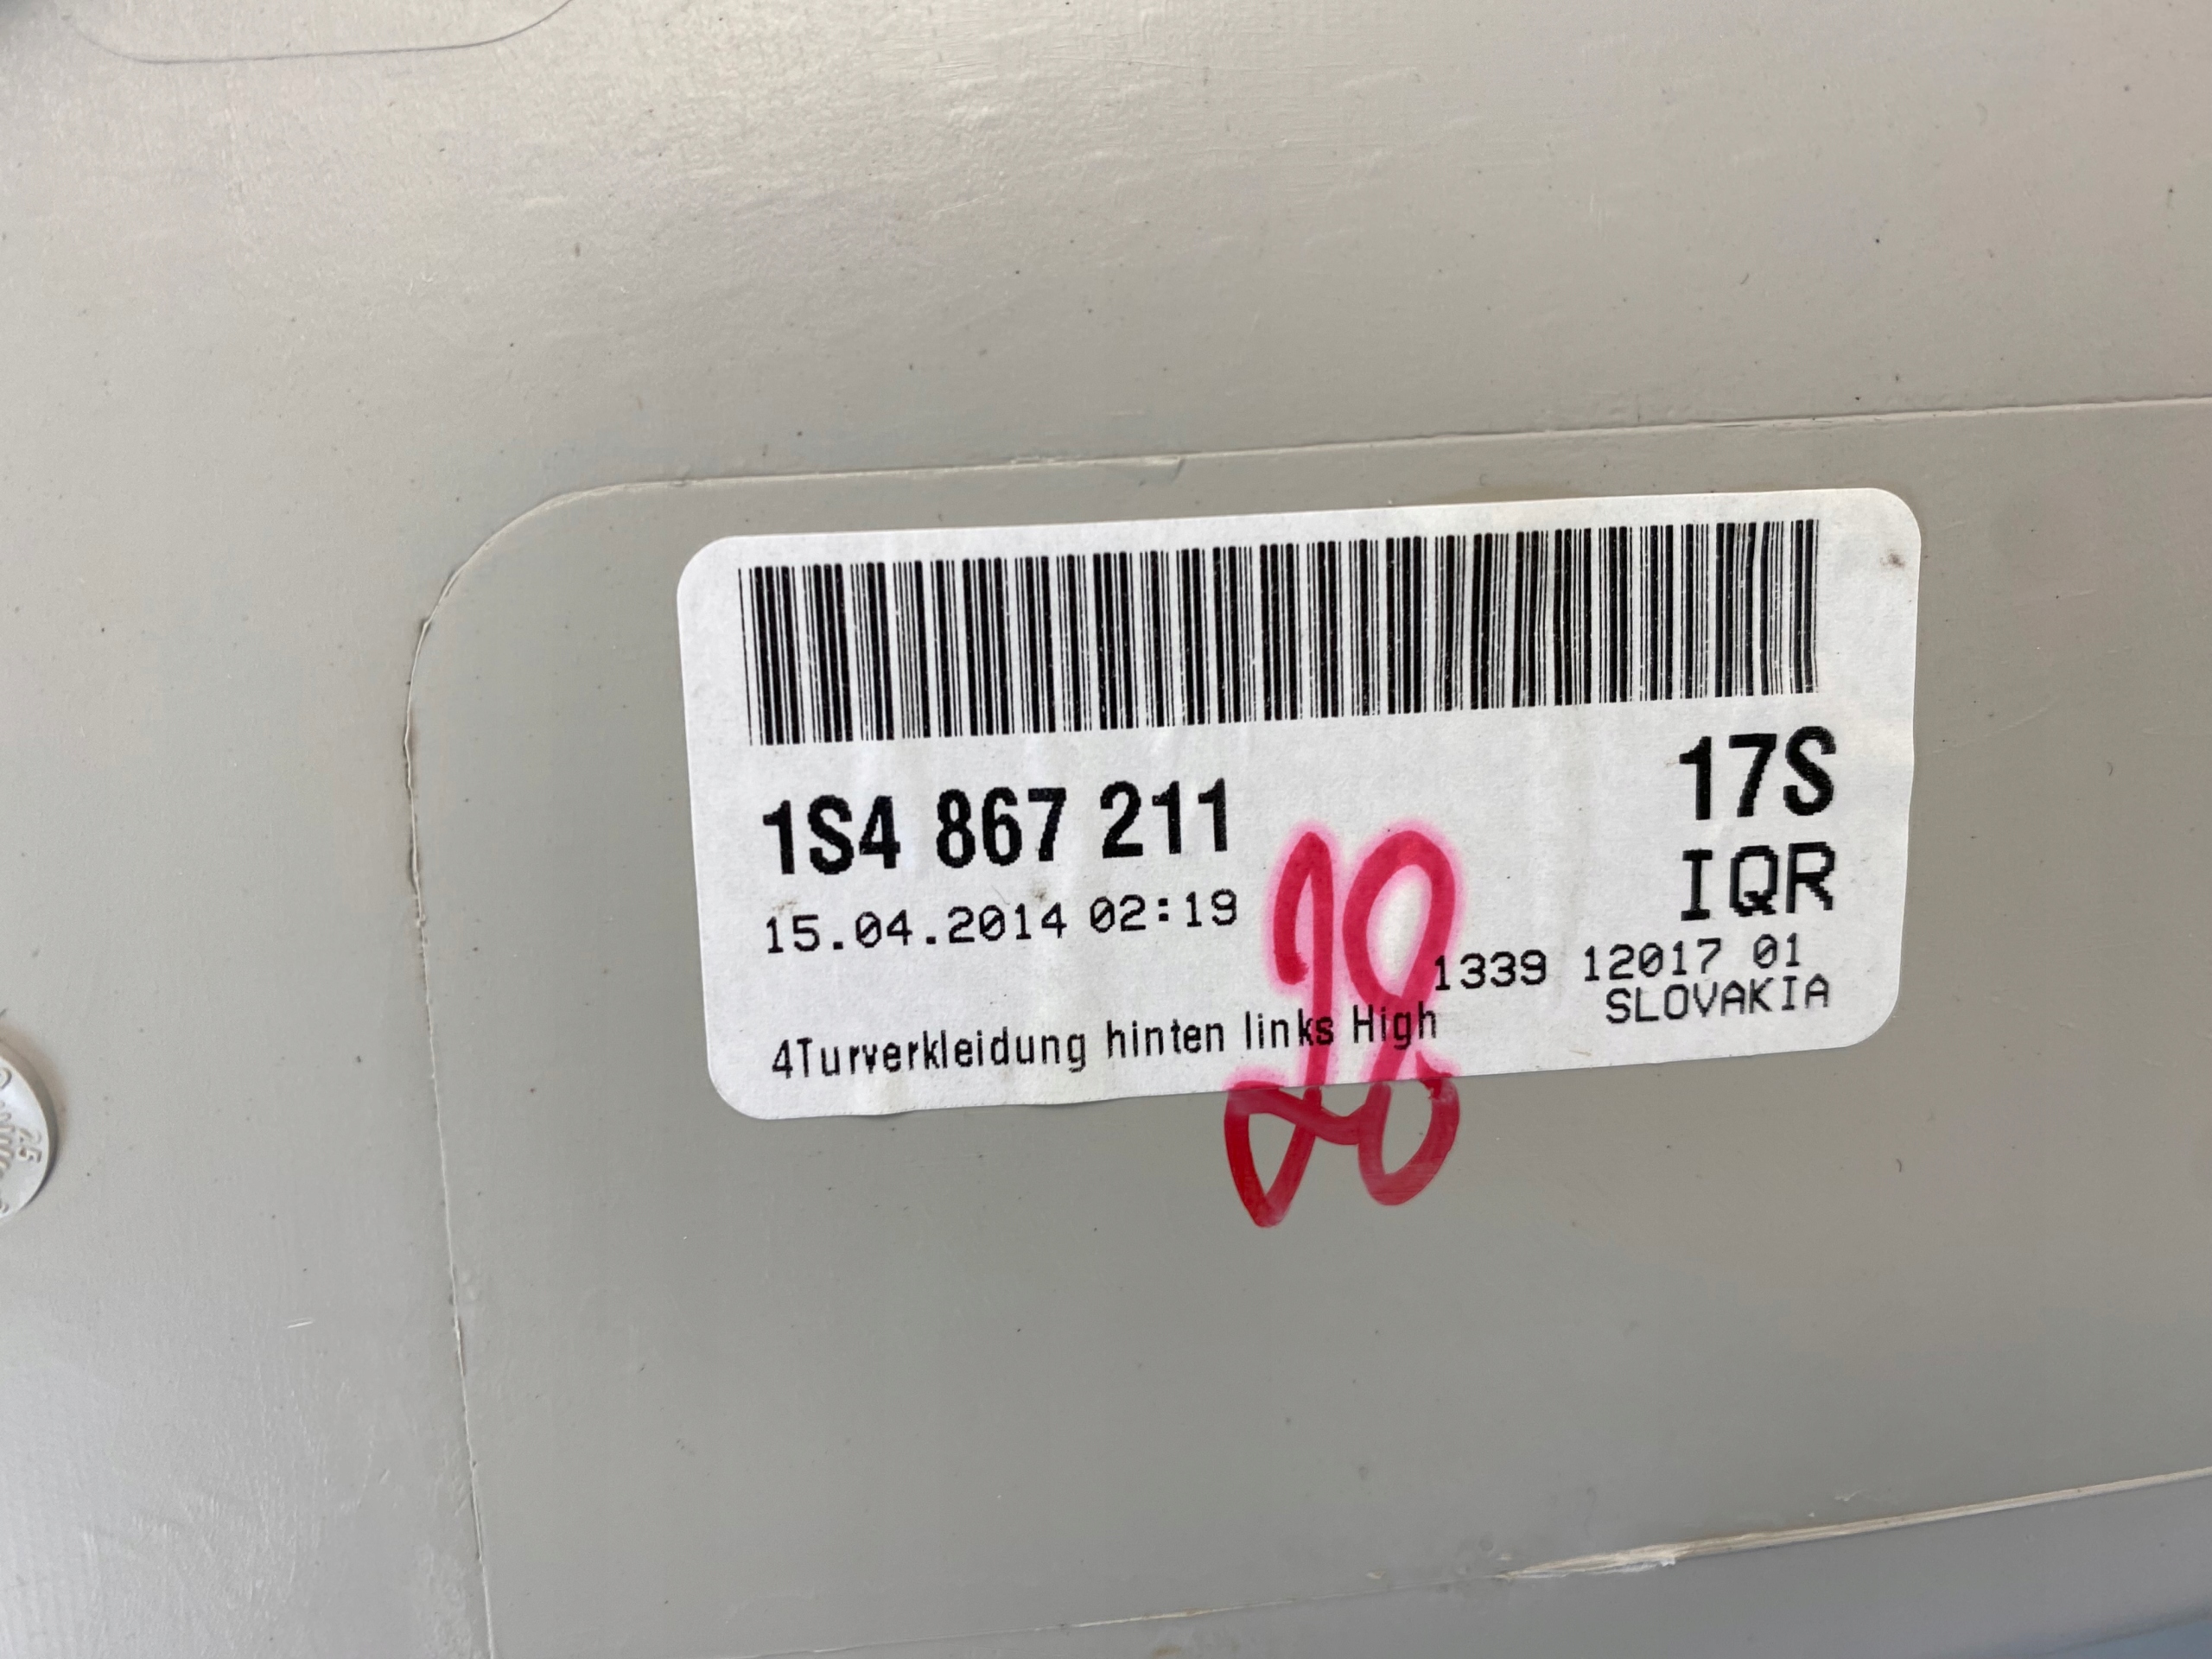 1S4 867 211
17S
IQR
15.04.2014 02:19
1339 12017 01
SLOVAKIA
4Turverkleidung hinten links High